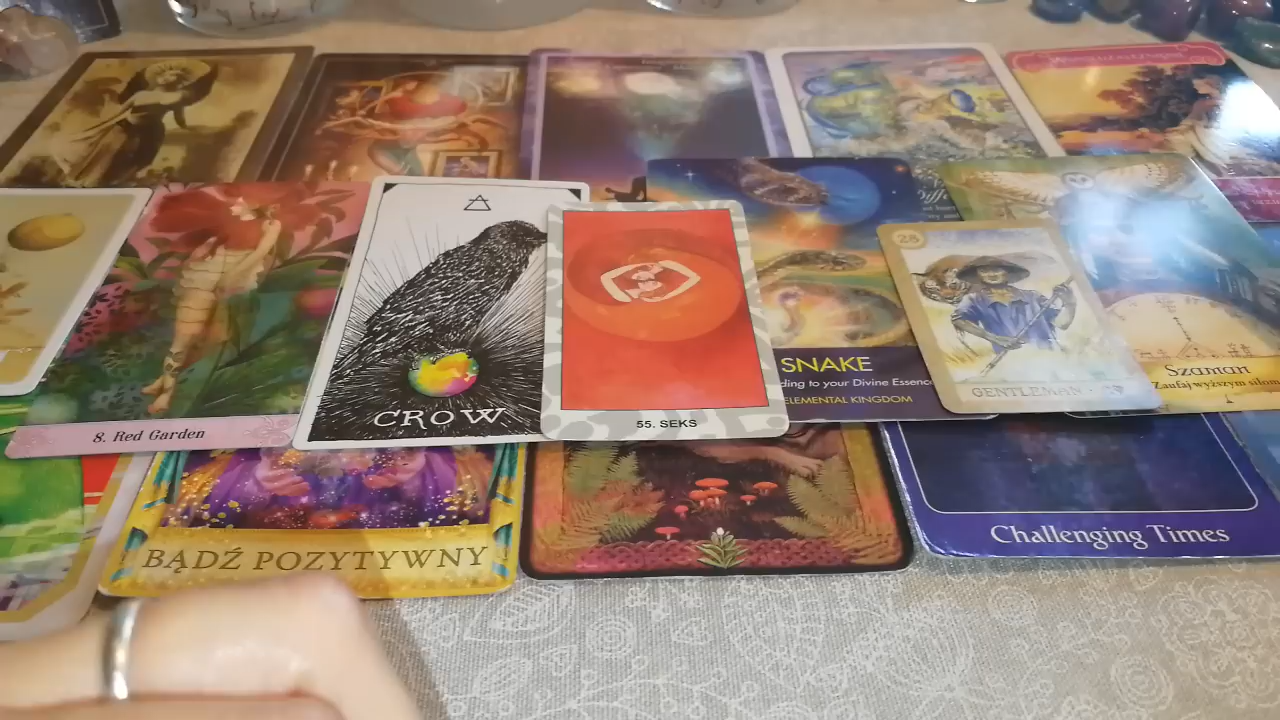 8. Red Garden
CROW
55. SEKS
SNAKE
ding to your Divine Essence
ELEMENTAL KINGDOM
28
GENTLEMAN
Szaman
Zaufaj wyższym siłom
BĄDŹ POZYTYWNY
Challenging Times